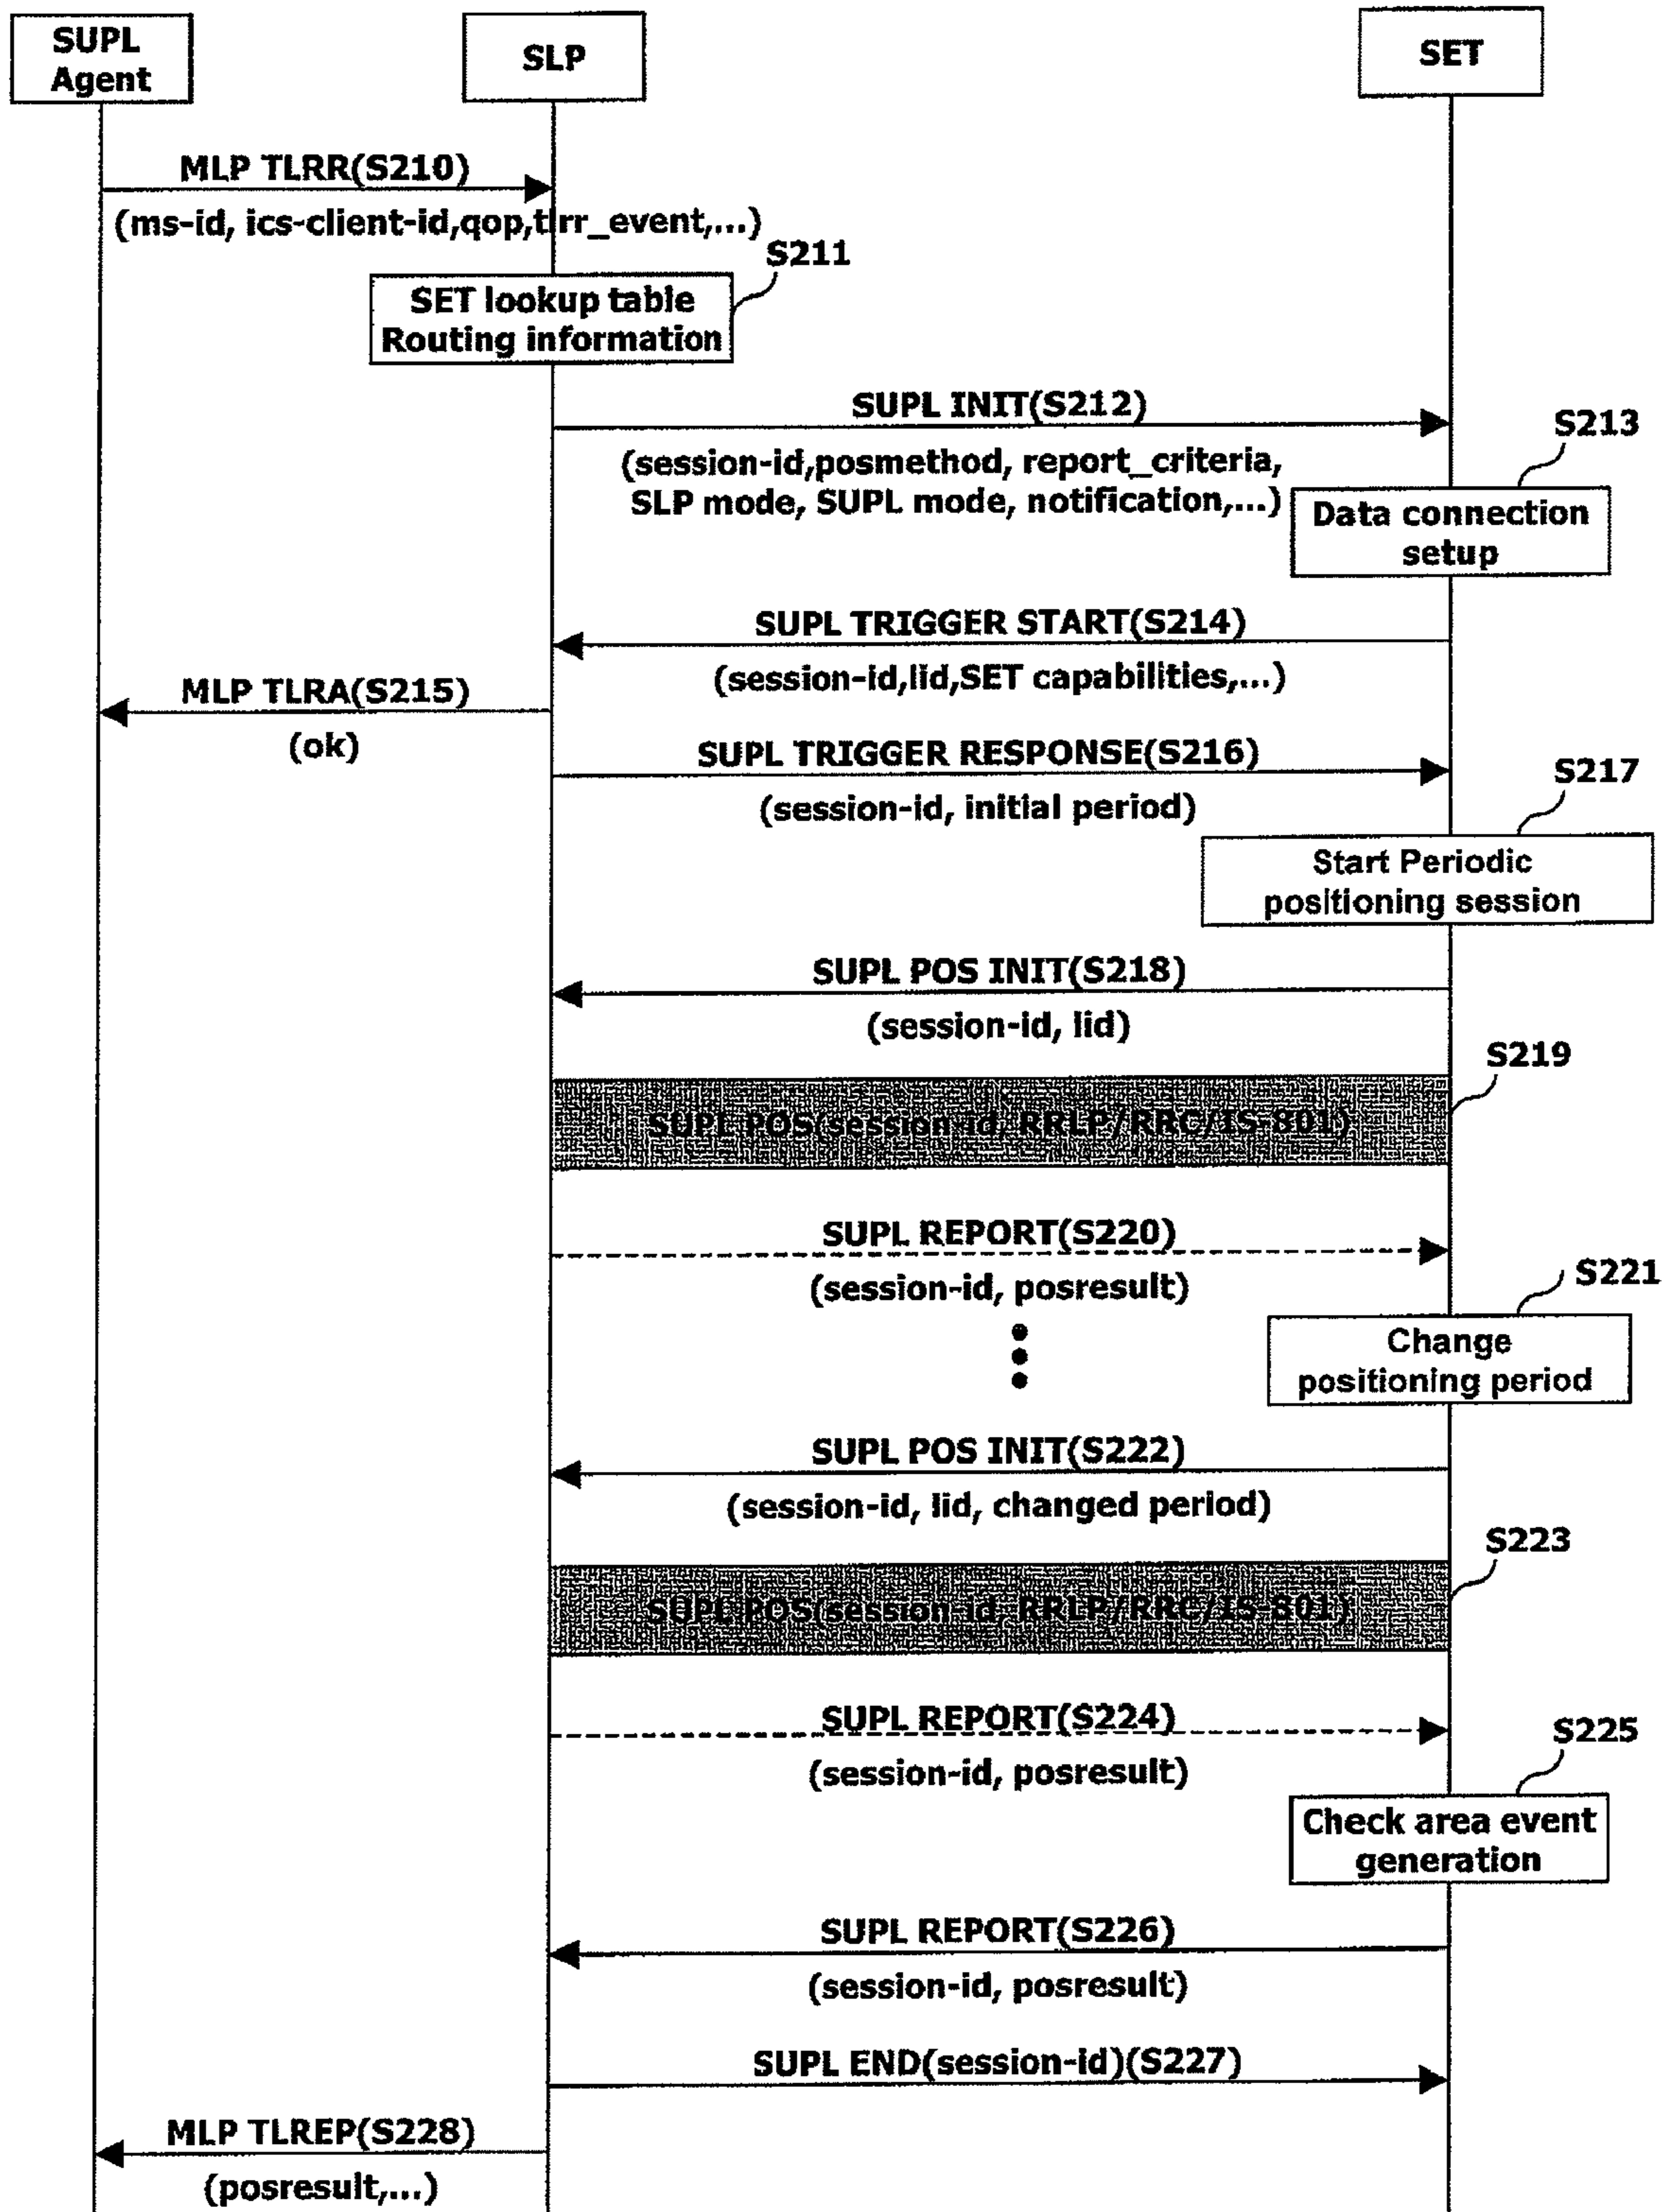 SUPL
Agent
SLP
SET
MLP TLRR(S210)
(ms-id, ics-client-id,qop,tlrr_event,...)
S211
SET lookup table
Routing information
SUPL INIT(S212)
(session-id,posmethod, report_criteria,
SLP mode, SUPL mode, notification,...)
S213
Data connection
setup
SUPL TRIGGER START(S214)
(session-id,lid,SET capabilities,...)
MLP TLRA(S215)
(ok)
SUPL TRIGGER RESPONSE(S216)
(session-id, initial period)
S217
Start Periodic
positioning session
SUPL POS INIT(S218)
(session-id, lid)
S219
SUPL POS(session-id, RRLP/RRC/IS-801)
SUPL REPORT(S220)
(session-id, posresult)
S221
Change
positioning period
SUPL POS INIT(S222)
(session-id, lid, changed period)
S223
SUPL POS(session-id, RRLP/RRC/IS-801)
SUPL REPORT(S224)
(session-id, posresult)
S225
Check area event
generation
SUPL REPORT(S226)
(session-id, posresult)
SUPL END(session-id)(S227)
MLP TLREP(S228)
(posresult,...)